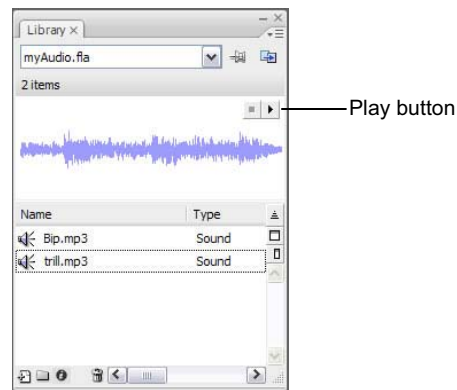 Library ×
myAudio.fla
2 items
Play button
Name Type
Bip.mp3 Sound
trill.mp3 Sound